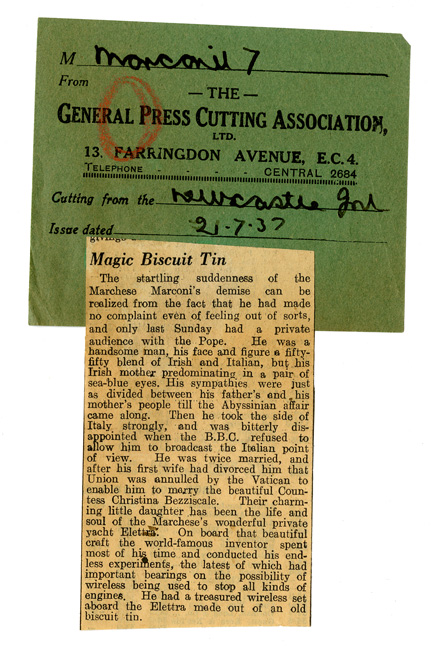 M Marconi 7
From
— THE —
GENERAL PRESS CUTTING ASSOCIATION,
LTD.
13, FARRINGDON AVENUE, E.C.4.
TELEPHONE - - - CENTRAL 2684
Cutting from the Newcastle Jnl
Issue dated 21-7-37
Magic Biscuit Tin
The startling suddenness of the
Marchese Marconi's demise can be
realized from the fact that he had made
no complaint even of feeling out of sorts,
and only last Sunday had a private
audience with the Pope. He was a
handsome man, his face and figure a fifty-
fifty blend of Irish and Italian, but his
Irish mother predominating in a pair of
sea-blue eyes. His sympathies were just
as divided between his father's and his
mother's people till the Abyssinian affair
came along. Then he took the side of
Italy strongly, and was bitterly dis-
appointed when the B.B.C. refused to
allow him to broadcast the Italian point
of view. He was twice married, and
after his first wife had divorced him that
Union was annulled by the Vatican to
enable him to marry the beautiful Coun-
tess Christina Bezziscale. Their charm-
ing little daughter has been the life and
soul of the Marchese's wonderful private
yacht Elettra. On board that beautiful
craft the world-famous inventor spent
most of his time and conducted his end-
less experiments, the latest of which had
important bearings on the possibility of
wireless being used to stop all kinds of
engines. He had a treasured wireless set
aboard the Elettra made out of an old
biscuit tin.